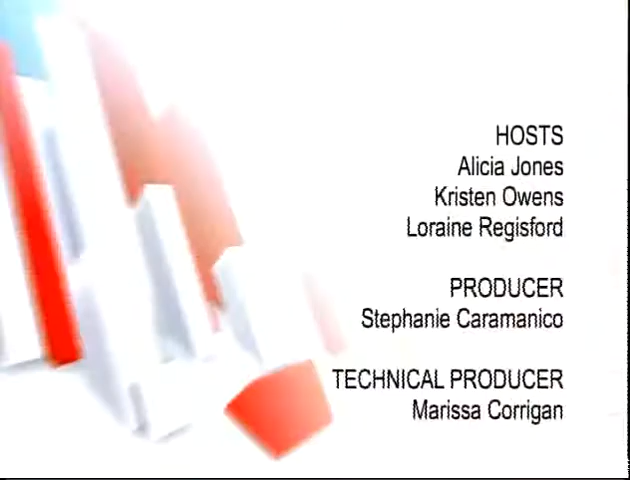 HOSTS
Alicia Jones
Kristen Owens
Loraine Regisford
PRODUCER
Stephanie Caramanico
TECHNICAL PRODUCER
Marissa Corrigan